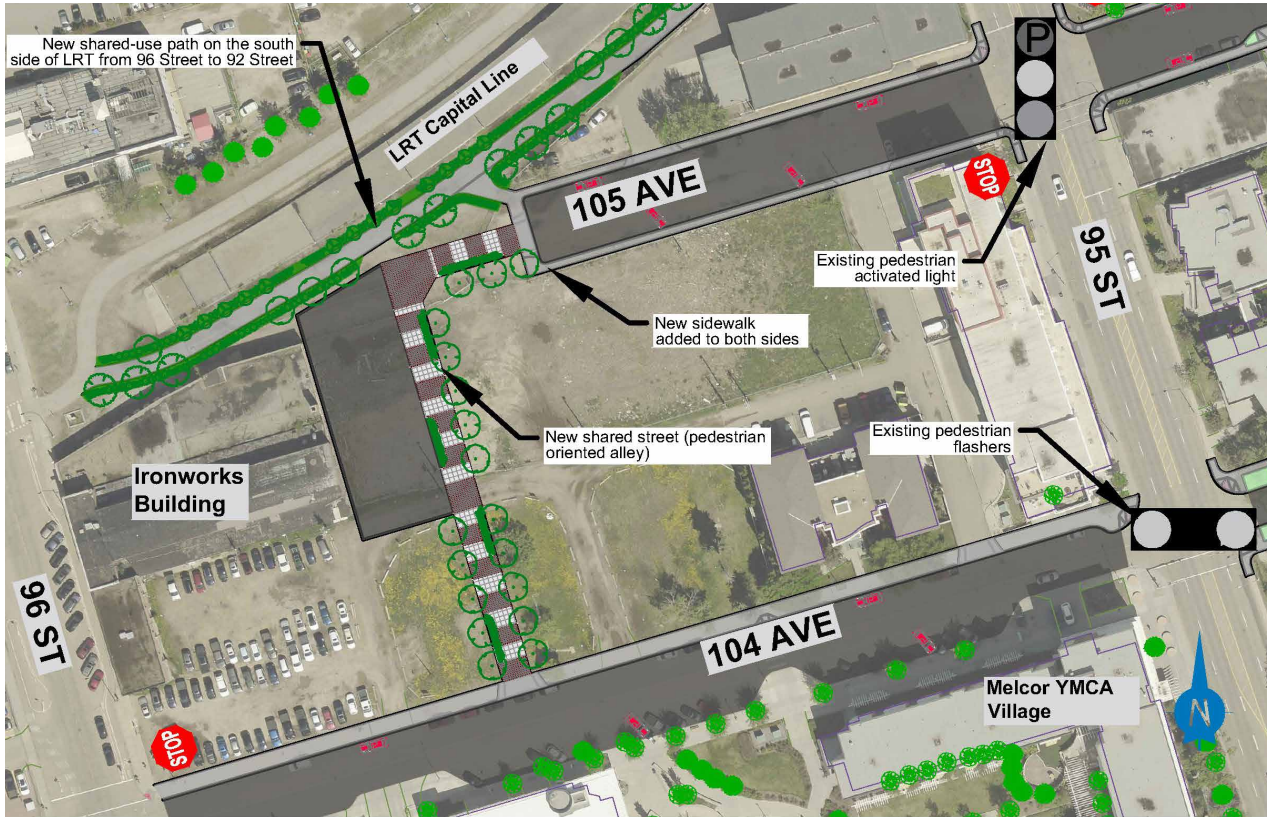 New shared-use path on the south
side of LRT from 96 Street to 92 Street
LRT Capital Line
P
105 AVE
STOP
Existing pedestrian
activated light
95 ST
New sidewalk
added to both sides
New shared street (pedestrian
oriented alley)
Existing pedestrian
flashers
Ironworks
Building
96 ST
104 AVE
Melcor YMCA
Village
N
STOP